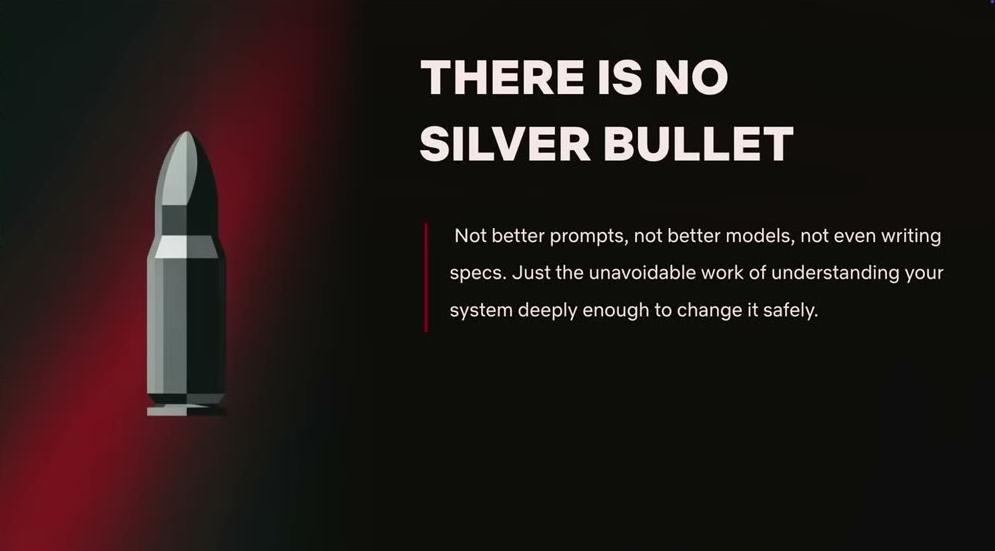 THERE IS NO
SILVER BULLET
Not better prompts, not better models, not even writing
specs. Just the unavoidable work of understanding your
system deeply enough to change it safely.